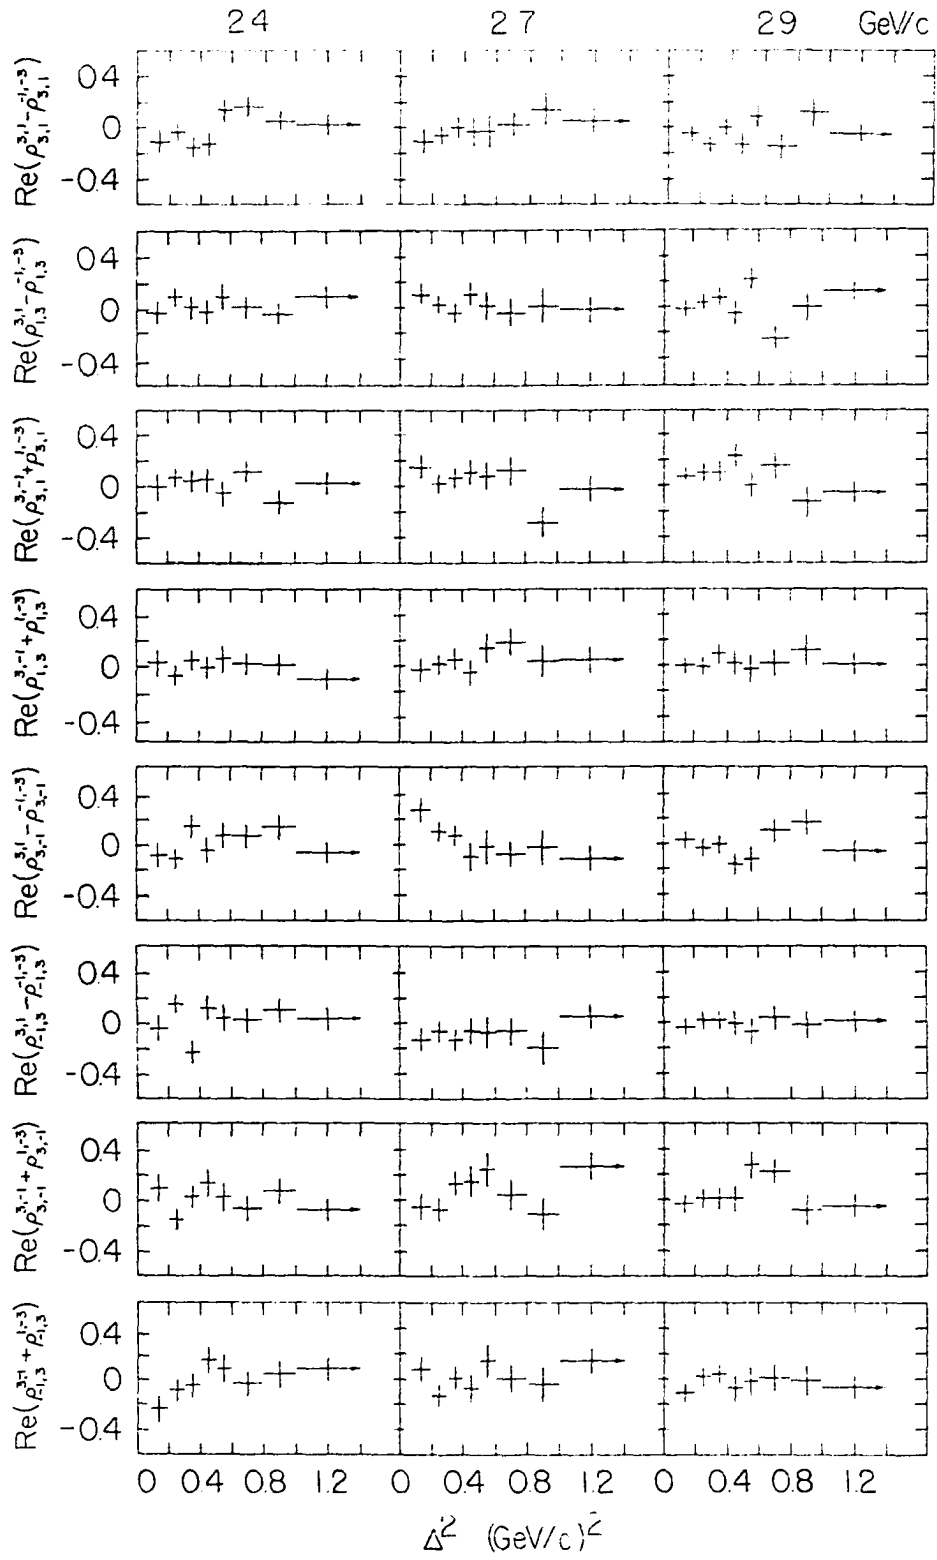 24 27 29 GeV/c
Re(ρ^{3,1}_{3,1} - ρ^{-1,-3}_{3,1})
0.4
0
-0.4
Re(ρ^{3,1}_{1,3} - ρ^{-1,-3}_{1,3})
0.4
0
-0.4
Re(ρ^{3,-1}_{3,1} + ρ^{1,-3}_{3,1})
0.4
0
-0.4
Re(ρ^{3,-1}_{1,3} + ρ^{1,-3}_{1,3})
0.4
0
-0.4
Re(ρ^{3,1}_{3,-1} - ρ^{-1,-3}_{3,-1})
0.4
0
-0.4
Re(ρ^{3,1}_{-1,3} - ρ^{-1,-3}_{-1,3})
0.4
0
-0.4
Re(ρ^{3,-1}_{3,-1} + ρ^{1,-3}_{3,-1})
0.4
0
-0.4
Re(ρ^{3,-1}_{-1,3} + ρ^{1,-3}_{-1,3})
0.4
0
-0.4
0 0.4 0.8 1.2 0 0.4 0.8 1.2 0 0.4 0.8 1.2
Δ² (GeV/c)²